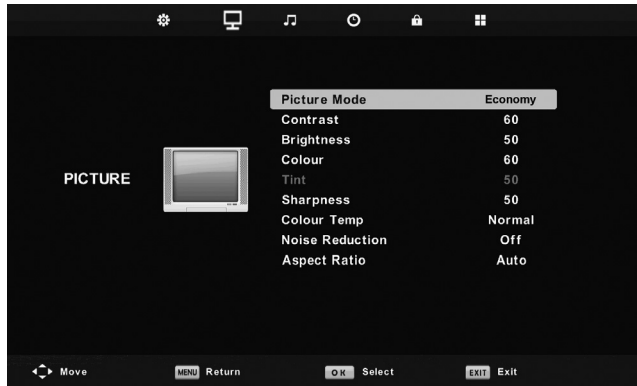 Picture Mode Economy
Contrast 60
Brightness 50
Colour 60
PICTURE
Tint 50
Sharpness 50
Colour Temp Normal
Noise Reduction Off
Aspect Ratio Auto
Move MENU Return OK Select EXIT Exit